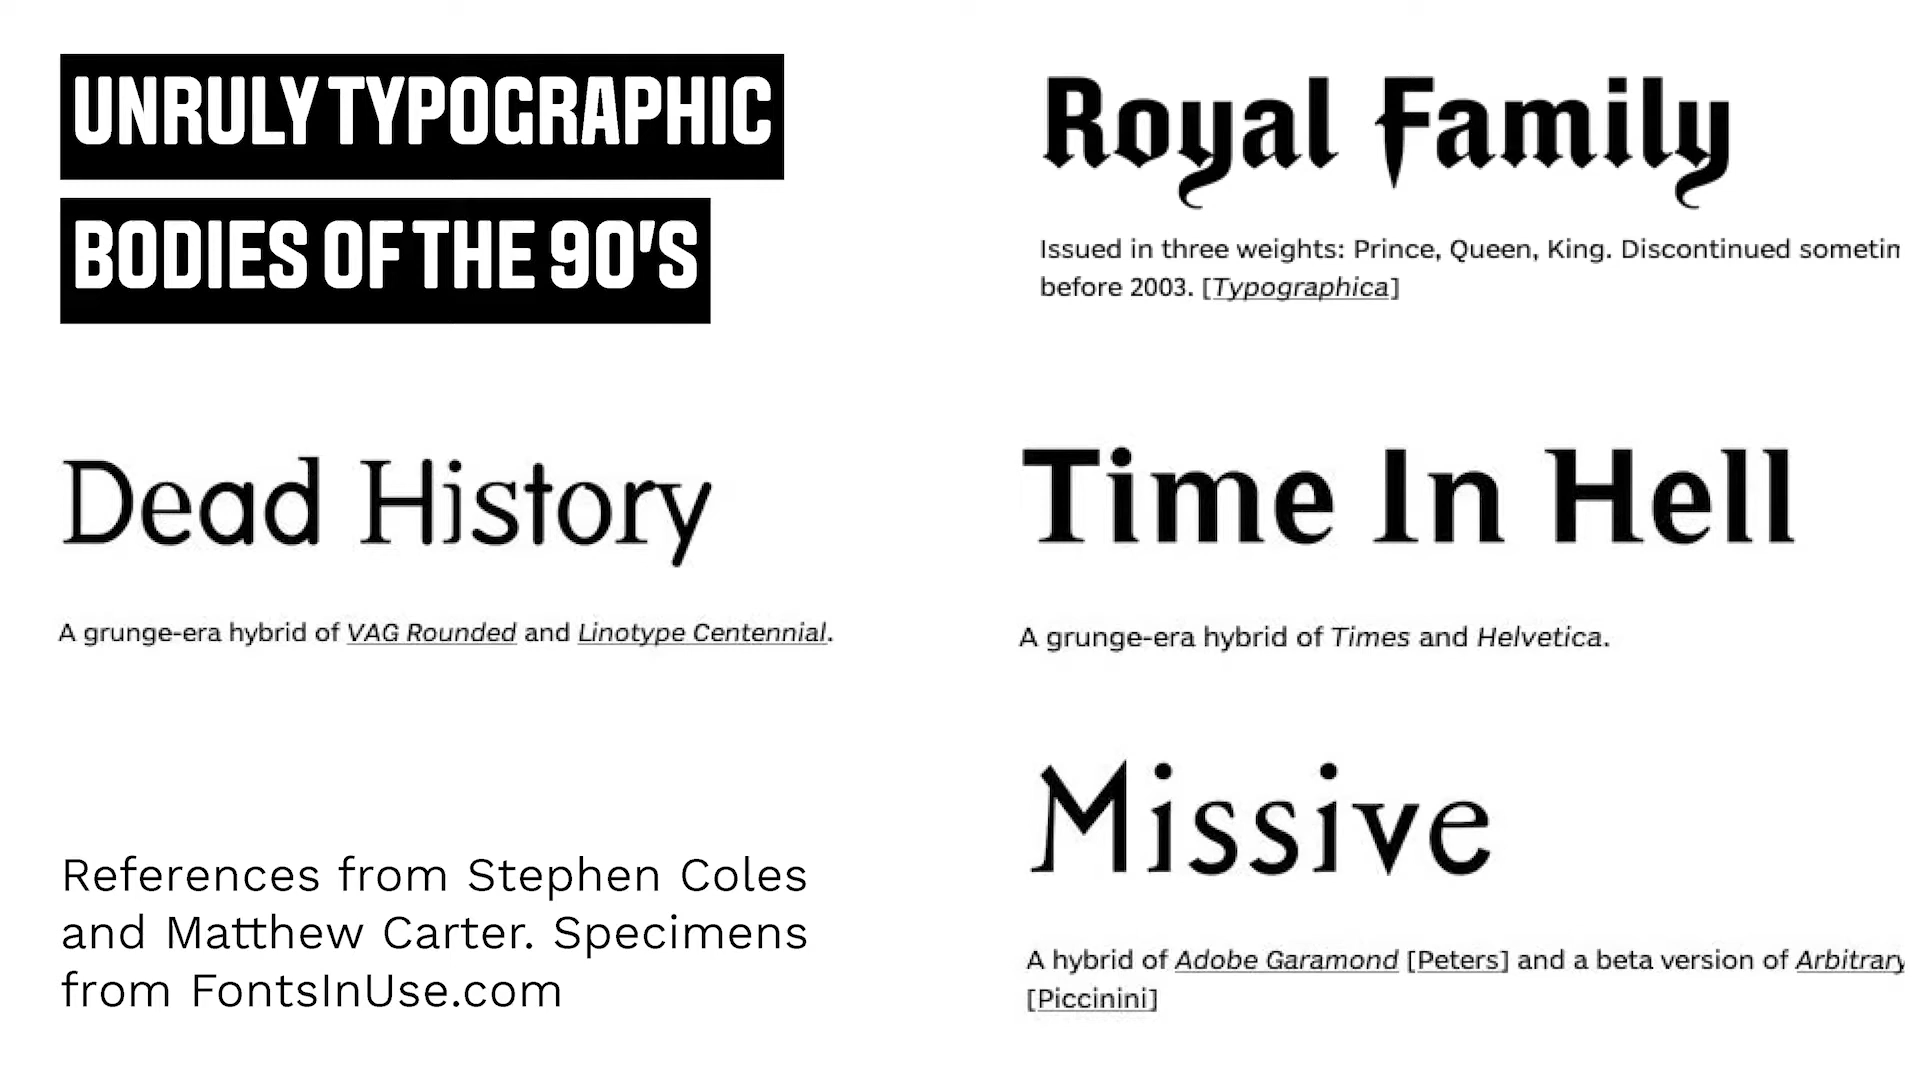 UNRULY TYPOGRAPHIC
BODIES OF THE 90'S
Royal Family
Issued in three weights: Prince, Queen, King. Discontinued
before 2003. [Typographica]
Dead History
A grunge-era hybrid of VAG Rounded and Linotype Centennial.
Time In Hell
A grunge-era hybrid of Times and Helvetica.
Missive
A hybrid of Adobe Garamond [Peters] and a beta version of Arbitrary
[Piccinini]
References from Stephen Coles
and Matthew Carter. Specimens
from FontsInUse.com